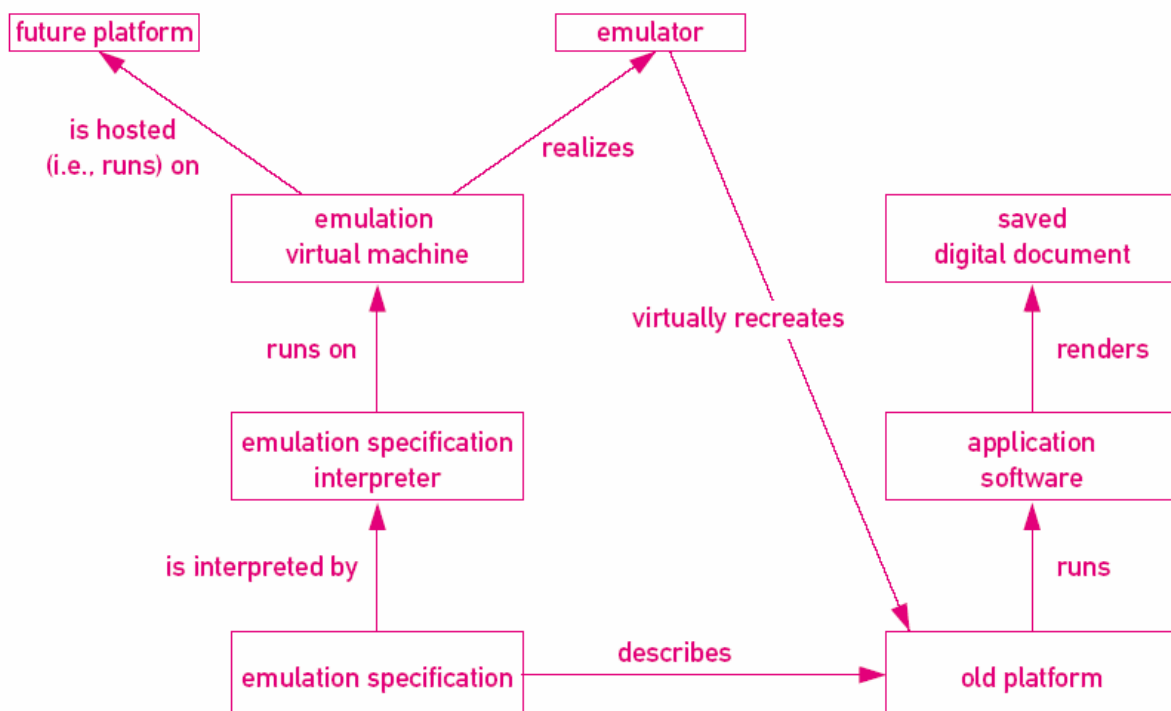 future platform
emulator
is hosted
(i.e., runs) on
realizes
emulation
virtual machine
saved
digital document
virtually recreates
runs on
renders
emulation specification
interpreter
application
software
is interpreted by
runs
describes
emulation specification
old platform